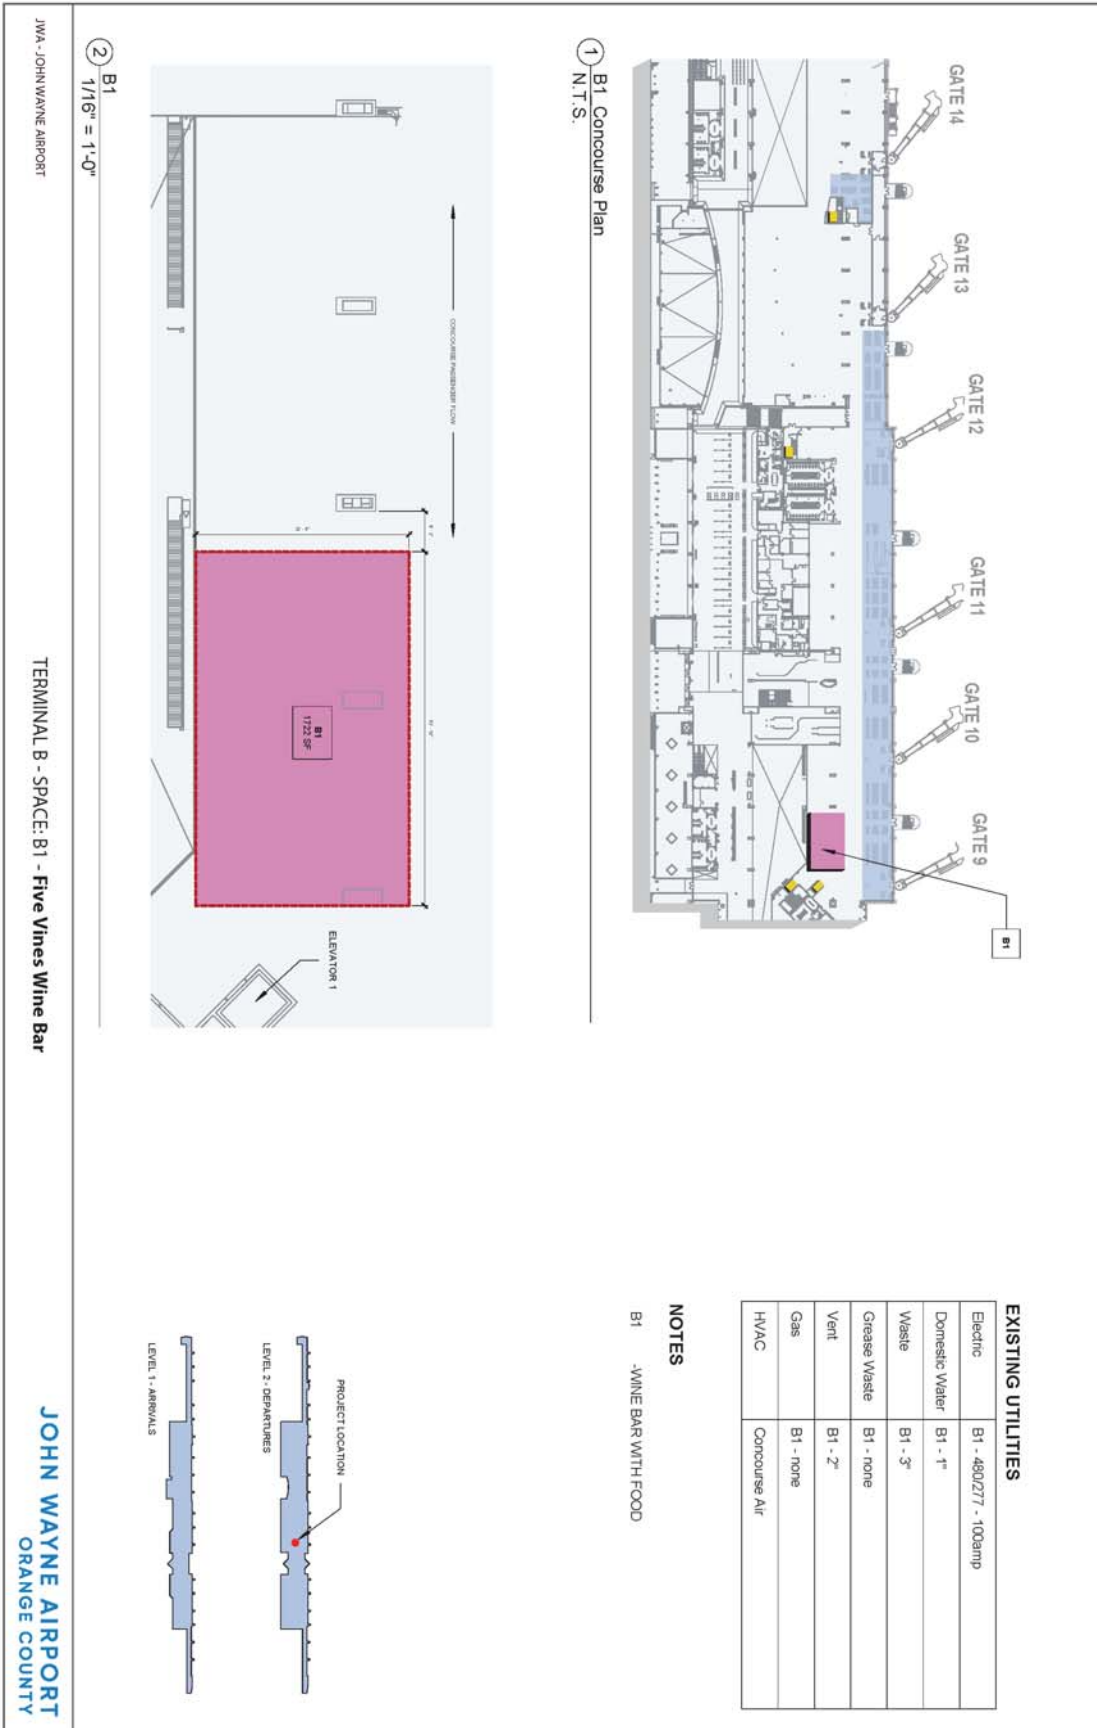 GATE 14
GATE 13
GATE 12
GATE 11
GATE 10
GATE 9
B1
1
B1 Concourse Plan
N.T.S.
CONCOURSE PASSENGER FLOW
B1
1722 SF
ELEVATOR 1
2
B1
1/16" = 1'-0"
EXISTING UTILITIES
Electric B1 - 480/277 - 100amp
Domestic Water B1 - 1"
Waste B1 - 3"
Grease Waste B1 - none
Vent B1 - 2"
Gas B1 - none
HVAC Concourse Air
NOTES
B1 -WINE BAR WITH FOOD
PROJECT LOCATION
LEVEL 2 - DEPARTURES
LEVEL 1 - ARRIVALS
JWA - JOHN WAYNE AIRPORT
TERMINAL B - SPACE: B1 - Five Vines Wine Bar
JOHN WAYNE AIRPORT
ORANGE COUNTY